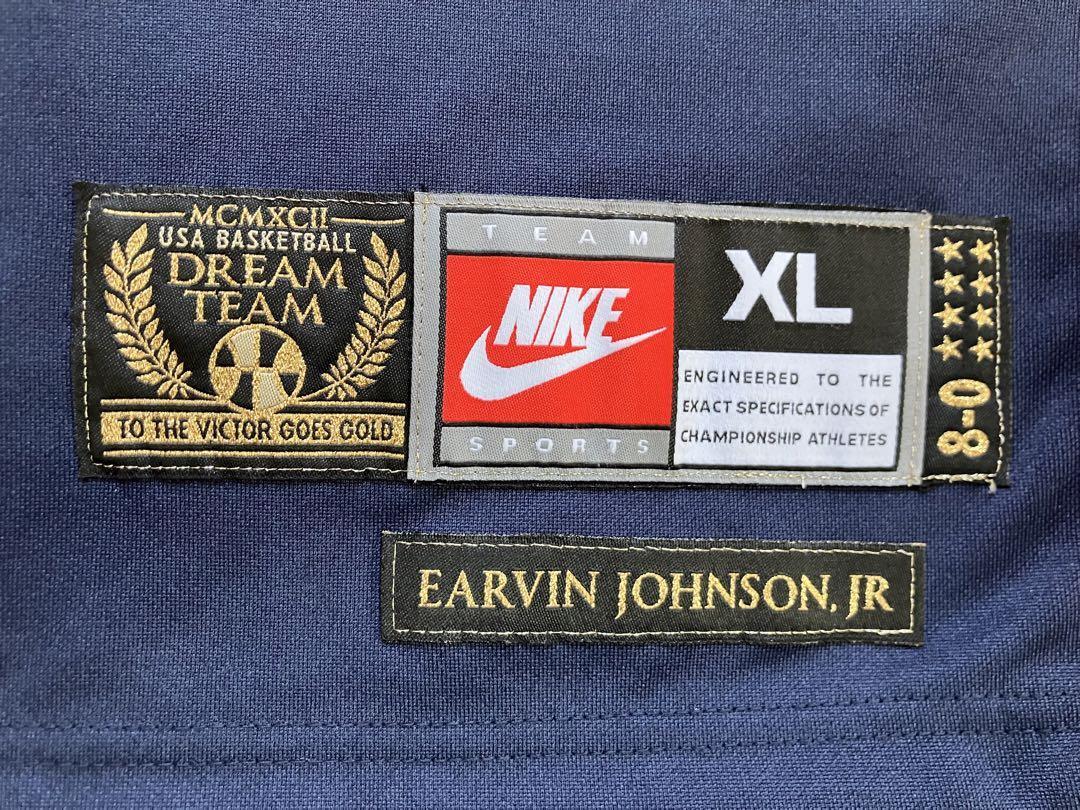 MCMXCII
USA BASKETBALL
DREAM
TEAM
TO THE VICTOR GOES GOLD
TEAM
NIKE
SPORTS
XL
ENGINEERED TO THE
EXACT SPECIFICATIONS OF
CHAMPIONSHIP ATHLETES
8-0
EARVIN JOHNSON, JR